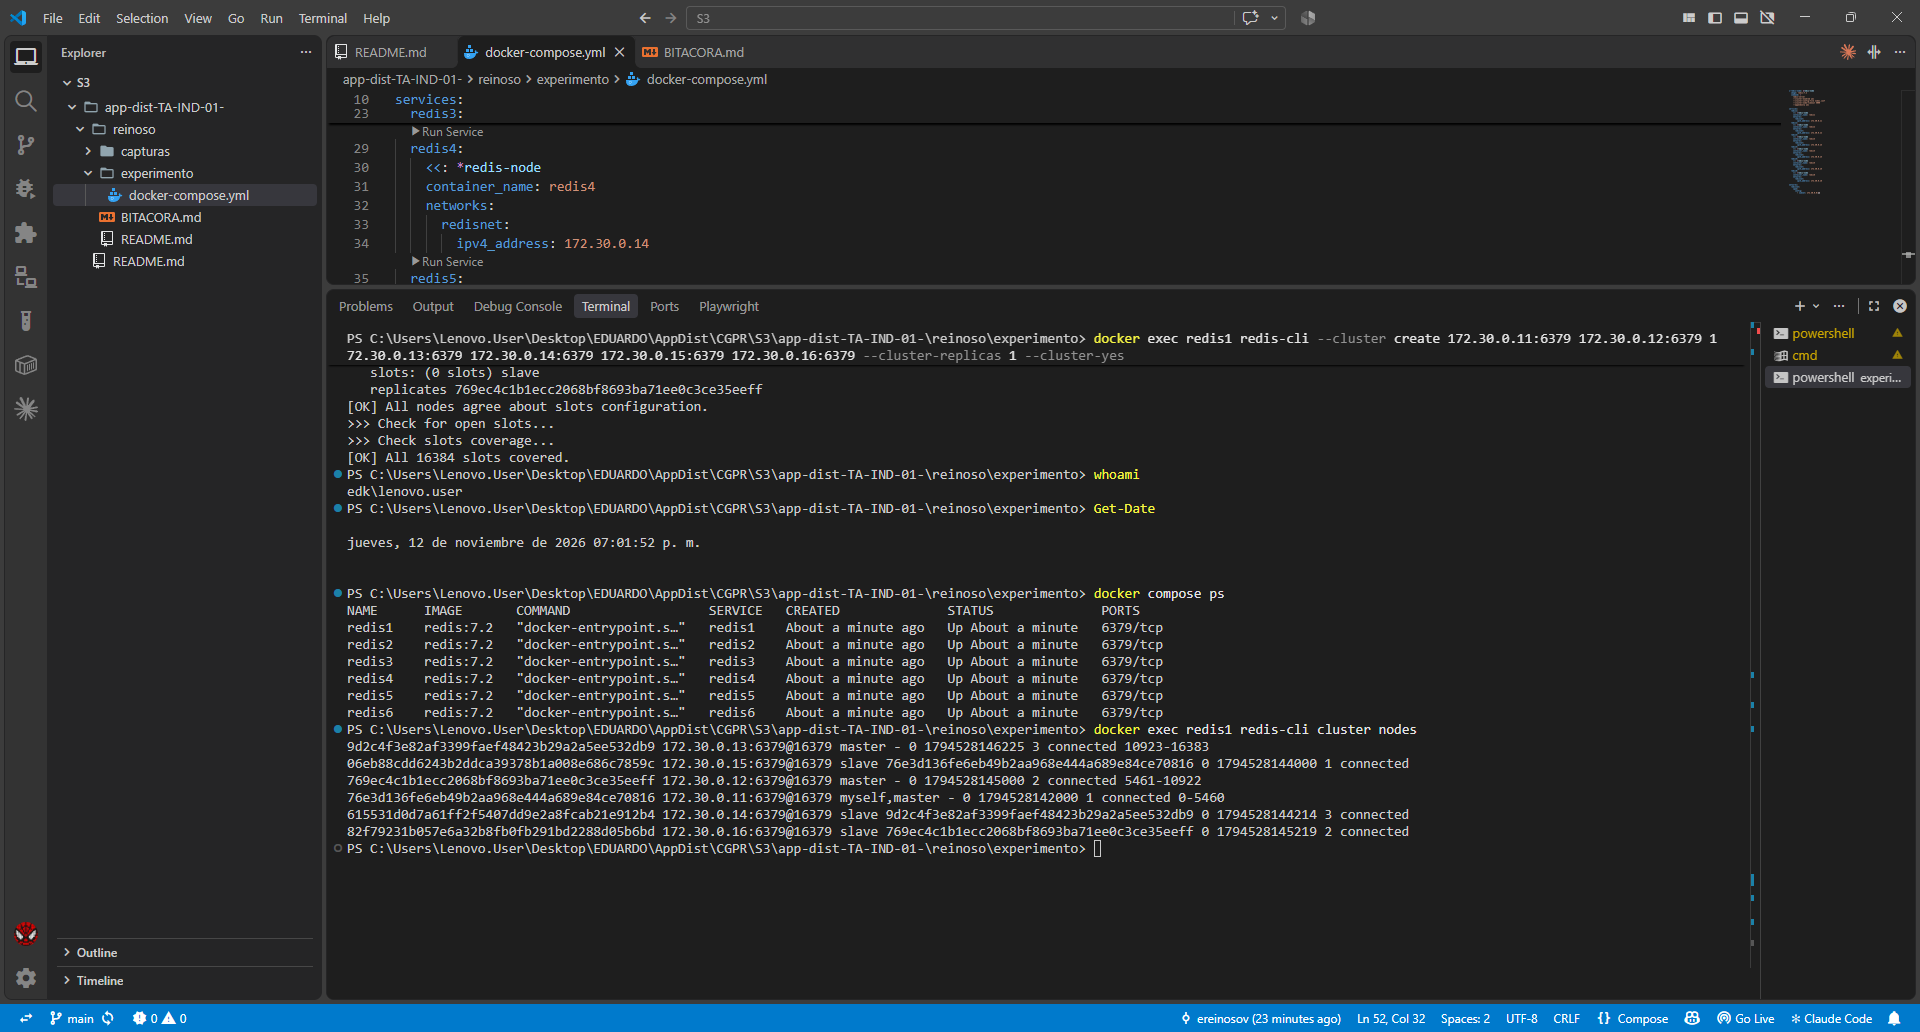 File Edit Selection View Go Run Terminal Help
S3
Explorer
S3
app-dist-TA-IND-01-
reinoso
capturas
experimento
docker-compose.yml
BITACORA.md
README.md
README.md
Outline
Timeline
README.md docker-compose.yml BITACORA.md
app-dist-TA-IND-01- > reinoso > experimento > docker-compose.yml
10 services:
23 redis3:
Run Service
29 redis4:
30 <<: *redis-node
31 container_name: redis4
32 networks:
33 redisnet:
34 ipv4_address: 172.30.0.14
Run Service
35 redis5:
Problems Output Debug Console Terminal Ports Playwright
PS C:\Users\Lenovo.User\Desktop\EDUARDO\AppDist\CGPR\S3\app-dist-TA-IND-01-\reinoso\experimento> docker exec redis1 redis-cli --cluster create 172.30.0.11:6379 172.30.0.12:6379 1
72.30.0.13:6379 172.30.0.14:6379 172.30.0.15:6379 172.30.0.16:6379 --cluster-replicas 1 --cluster-yes
slots: (0 slots) slave
replicates 769ec4c1b1ecc2068bf8693ba71ee0c3ce35eeff
[OK] All nodes agree about slots configuration.
>>> Check for open slots...
>>> Check slots coverage...
[OK] All 16384 slots covered.
PS C:\Users\Lenovo.User\Desktop\EDUARDO\AppDist\CGPR\S3\app-dist-TA-IND-01-\reinoso\experimento> whoami
edk\lenovo.user
PS C:\Users\Lenovo.User\Desktop\EDUARDO\AppDist\CGPR\S3\app-dist-TA-IND-01-\reinoso\experimento> Get-Date
jueves, 12 de noviembre de 2026 07:01:52 p. m.
PS C:\Users\Lenovo.User\Desktop\EDUARDO\AppDist\CGPR\S3\app-dist-TA-IND-01-\reinoso\experimento> docker compose ps
NAME IMAGE COMMAND SERVICE CREATED STATUS PORTS
redis1 redis:7.2 "docker-entrypoint.s…" redis1 About a minute ago Up About a minute 6379/tcp
redis2 redis:7.2 "docker-entrypoint.s…" redis2 About a minute ago Up About a minute 6379/tcp
redis3 redis:7.2 "docker-entrypoint.s…" redis3 About a minute ago Up About a minute 6379/tcp
redis4 redis:7.2 "docker-entrypoint.s…" redis4 About a minute ago Up About a minute 6379/tcp
redis5 redis:7.2 "docker-entrypoint.s…" redis5 About a minute ago Up About a minute 6379/tcp
redis6 redis:7.2 "docker-entrypoint.s…" redis6 About a minute ago Up About a minute 6379/tcp
PS C:\Users\Lenovo.User\Desktop\EDUARDO\AppDist\CGPR\S3\app-dist-TA-IND-01-\reinoso\experimento> docker exec redis1 redis-cli cluster nodes
9d2c4f3e82af3399faef48423b29a2a5ee532db9 172.30.0.13:6379@16379 master - 0 1794528146225 3 connected 10923-16383
06eb88cdd6243b2ddca39378b1a008e686c7859c 172.30.0.15:6379@16379 slave 76e3d136fe6eb49b2aa968e444a689e84ce70816 0 1794528144000 1 connected
769ec4c1b1ecc2068bf8693ba71ee0c3ce35eeff 172.30.0.12:6379@16379 master - 0 1794528145000 2 connected 5461-10922
76e3d136fe6eb49b2aa968e444a689e84ce70816 172.30.0.11:6379@16379 myself,master - 0 1794528142000 1 connected 0-5460
615531d0d7a61ff2f5407dd9e2a8fcab21e912b4 172.30.0.14:6379@16379 slave 9d2c4f3e82af3399faef48423b29a2a5ee532db9 0 1794528144214 3 connected
82f79231b057e6a32b8fb0fb291bd2288d05b6bd 172.30.0.16:6379@16379 slave 769ec4c1b1ecc2068bf8693ba71ee0c3ce35eeff 0 1794528145219 2 connected
PS C:\Users\Lenovo.User\Desktop\EDUARDO\AppDist\CGPR\S3\app-dist-TA-IND-01-\reinoso\experimento>
powershell
cmd
powershell experi...
main 0 0 ereinosov (23 minutes ago) Ln 52, Col 32 Spaces: 2 UTF-8 CRLF {} Compose Go Live Claude Code